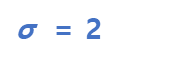 σ = 2